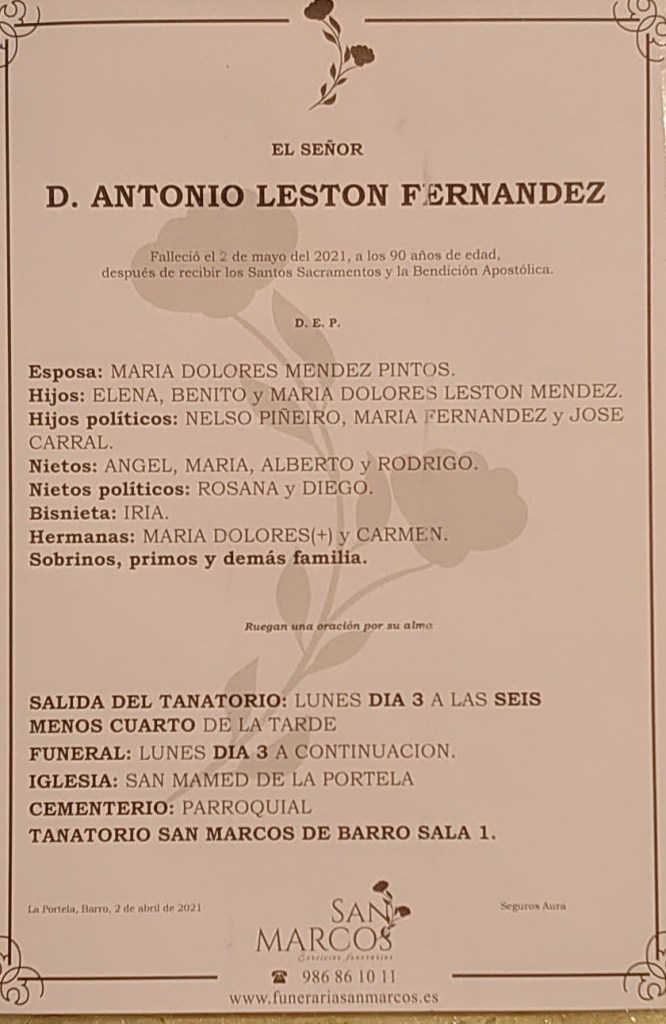 EL SEÑOR
D. ANTONIO LESTON FERNANDEZ
Falleció el 2 de mayo del 2021, a los 90 años de edad,
después de recibir los Santos Sacramentos y la Bendición Apostólica.
D. E. P.
Esposa: MARIA DOLORES MENDEZ PINTOS.
Hijos: ELENA, BENITO y MARIA DOLORES LESTON MENDEZ.
Hijos políticos: NELSO PIÑEIRO, MARIA FERNANDEZ y JOSE
CARRAL.
Nietos: ANGEL, MARIA, ALBERTO y RODRIGO.
Nietos políticos: ROSANA y DIEGO.
Bisnieta: IRIA.
Hermanas: MARIA DOLORES(+) y CARMEN.
Sobrinos, primos y demás familia.
Ruegan una oración por su alma
SALIDA DEL TANATORIO: LUNES DIA 3 A LAS SEIS
MENOS CUARTO DE LA TARDE
FUNERAL: LUNES DIA 3 A CONTINUACION.
IGLESIA: SAN MAMED DE LA PORTELA
CEMENTERIO: PARROQUIAL
TANATORIO SAN MARCOS DE BARRO SALA 1.
La Portela, Barro, 2 de abril de 2021
Seguros Aura
SAN
MARCOS
Servicios funerarios
☎ 986 86 10 11
www.funerariasanmarcos.es